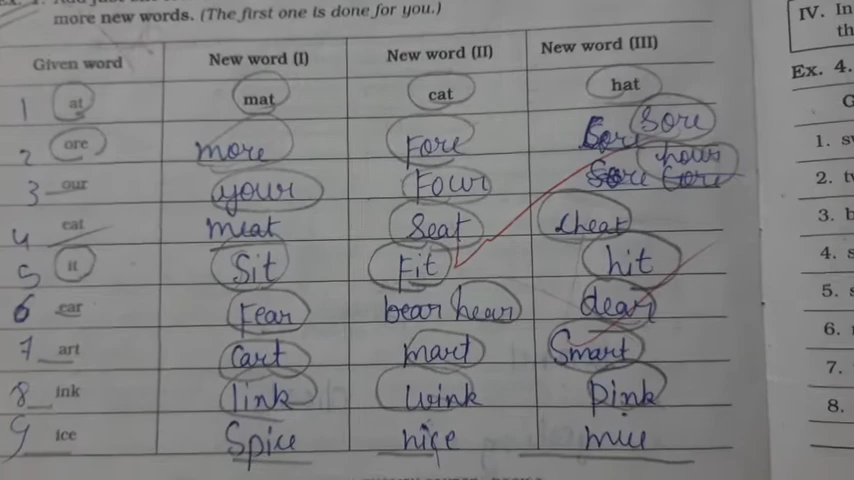 more new words. (The first one is done for you.)
Given word New word (I) New word (II) New word (III)
1 at mat cat hat
2 ore more Fore Sore
3 our your Four hour
4 eat meat Seat cheat
5 it Sit Fit hit
6 ear Fear bear hear dear
7 art cart mart Smart
8 ink link wink Pink
9 ice Spice nice mice
IV. In
th
Ex. 4.
G
1. sv
2. tv
3. b
4. s
5. s
6.
7.
8.